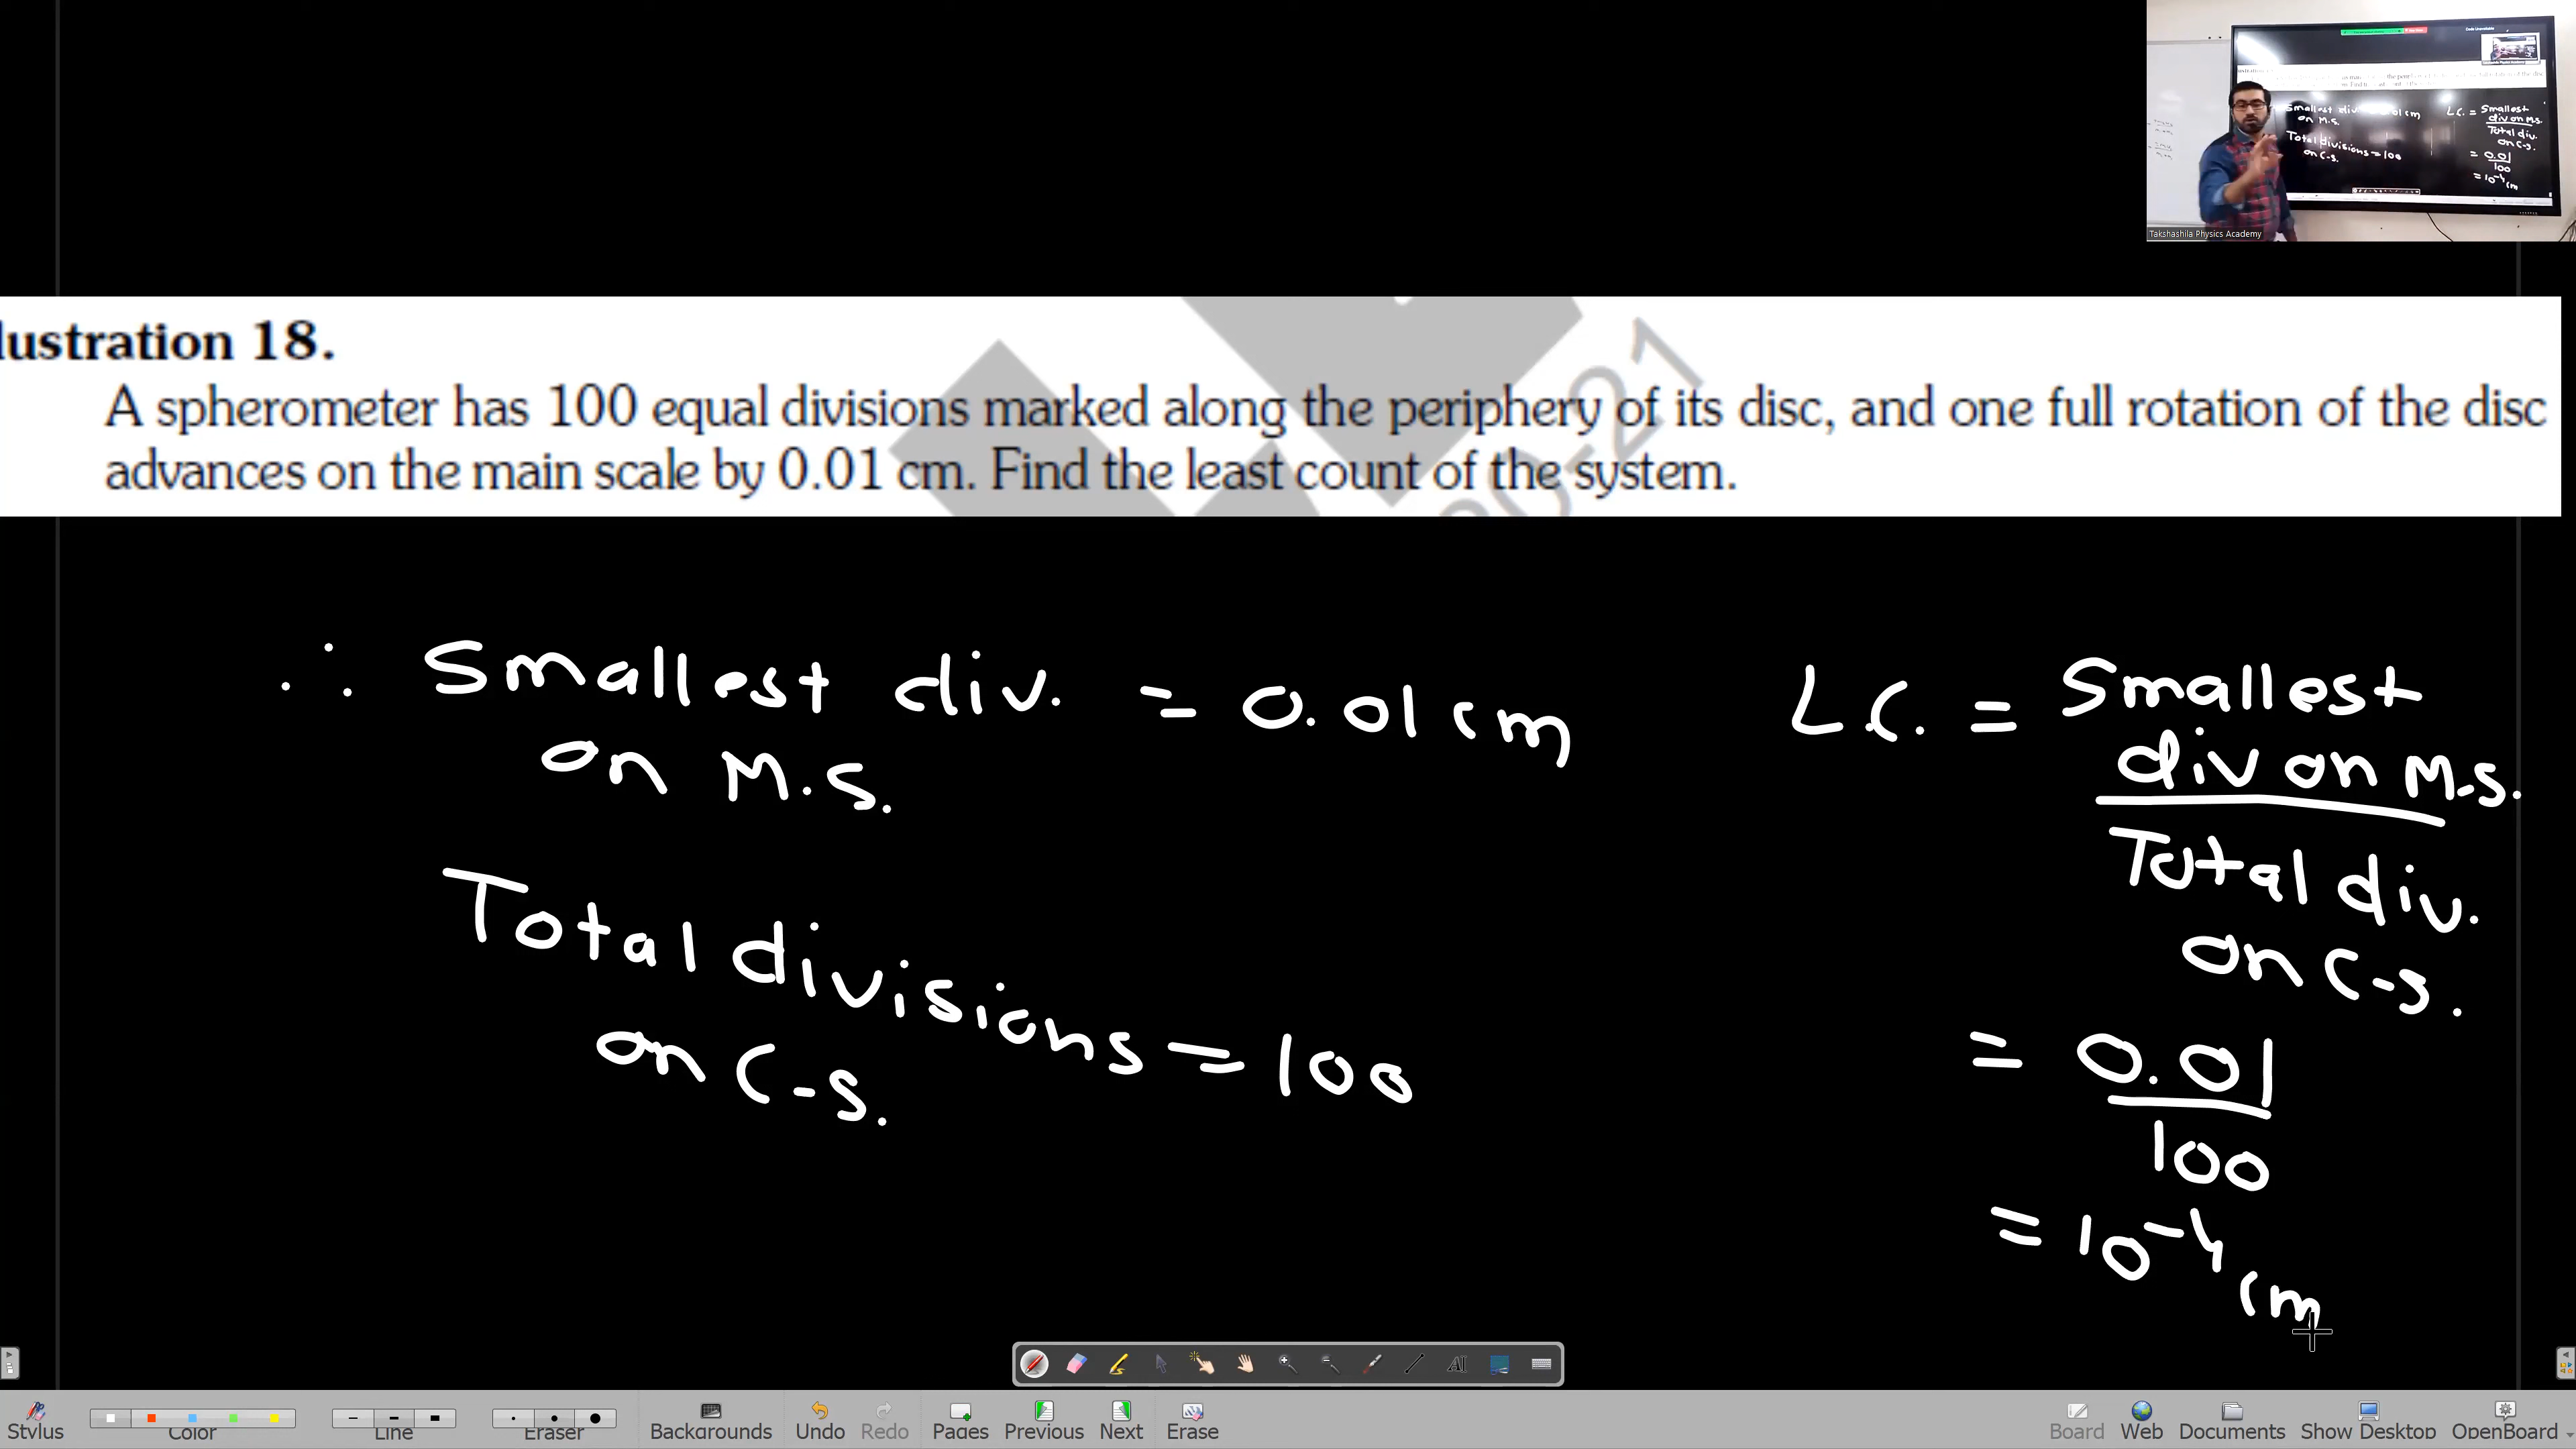 Takshashila Physics Academy
lustration 18.
A spherometer has 100 equal divisions marked along the periphery of its disc, and one full rotation of the disc
advances on the main scale by 0.01 cm. Find the least count of the system.
20-21
∴ Smallest div. = 0.01 cm
on M.S.
Total divisions = 100
on C-S.
L.C. = Smallest
div on M.S.
Total div.
on C-S.
= 0.01
100
= 10⁻⁴ cm
Stylus
Color
Line
Eraser
Backgrounds
Undo
Redo
Pages
Previous
Next
Erase
Board
Web
Documents
Show Desktop
OpenBoard